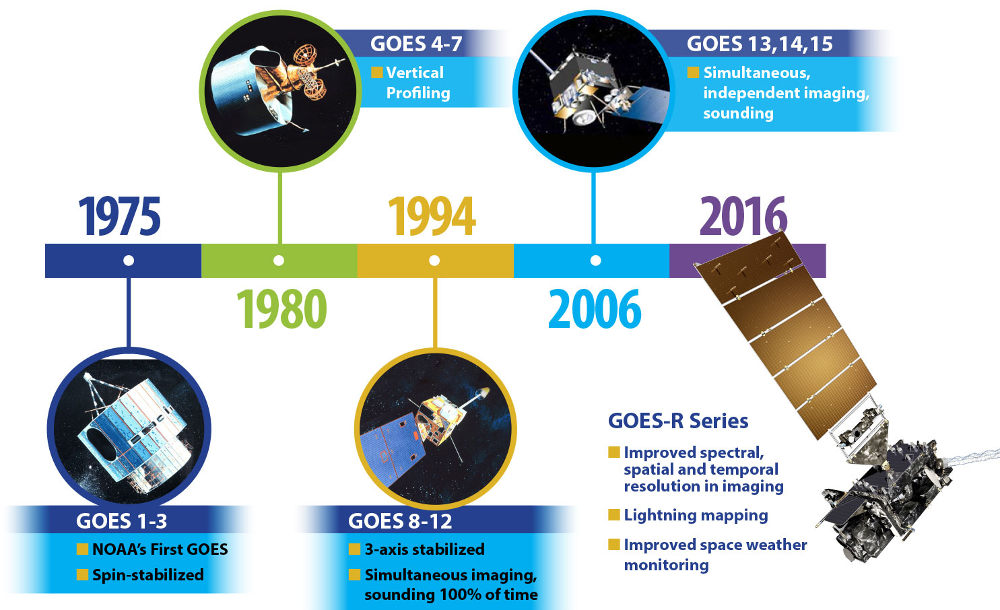 GOES 4-7
Vertical
Profiling
GOES 13,14,15
Simultaneous,
independent imaging,
sounding
1975
1994
2016
1980
2006
GOES 1-3
NOAA's First GOES
Spin-stabilized
GOES 8-12
3-axis stabilized
Simultaneous imaging,
sounding 100% of time
GOES-R Series
Improved spectral,
spatial and temporal
resolution in imaging
Lightning mapping
Improved space weather
monitoring